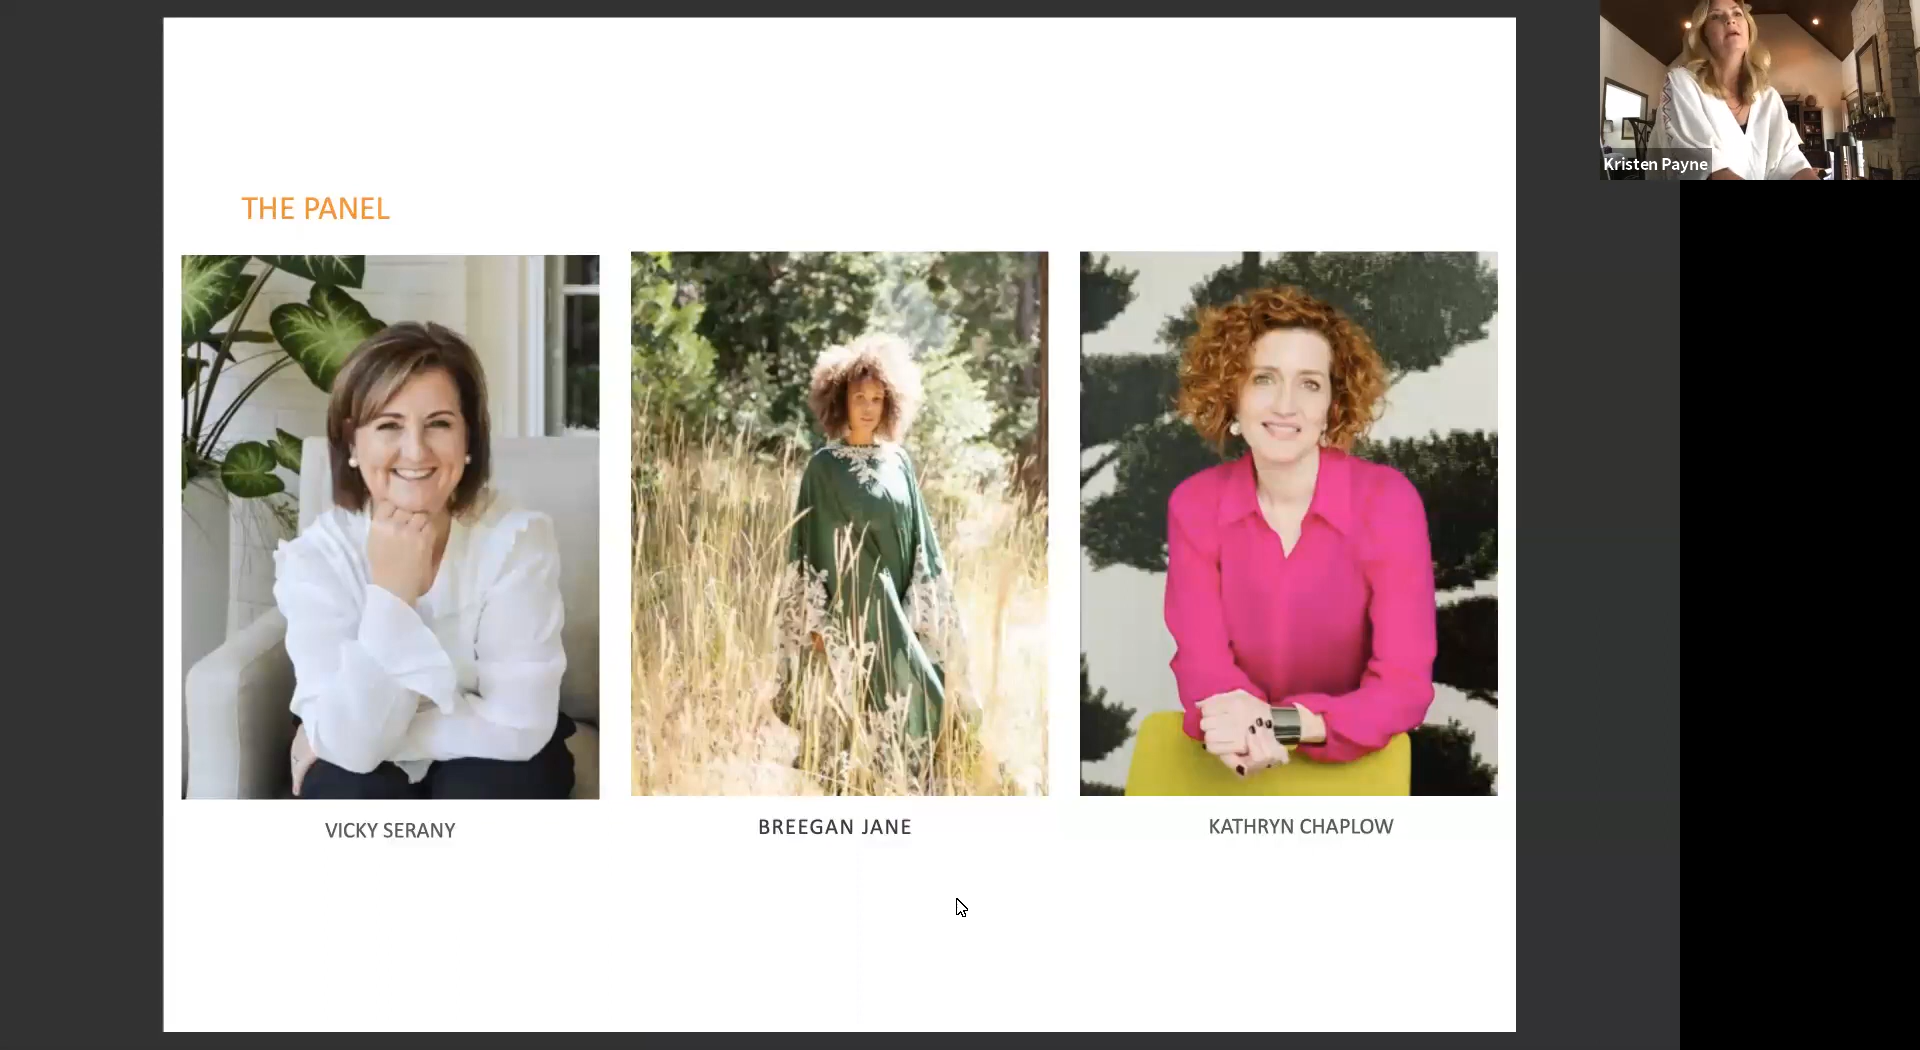 Kristen Payne
THE PANEL
VICKY SERANY
BREEGAN JANE
KATHRYN CHAPLOW